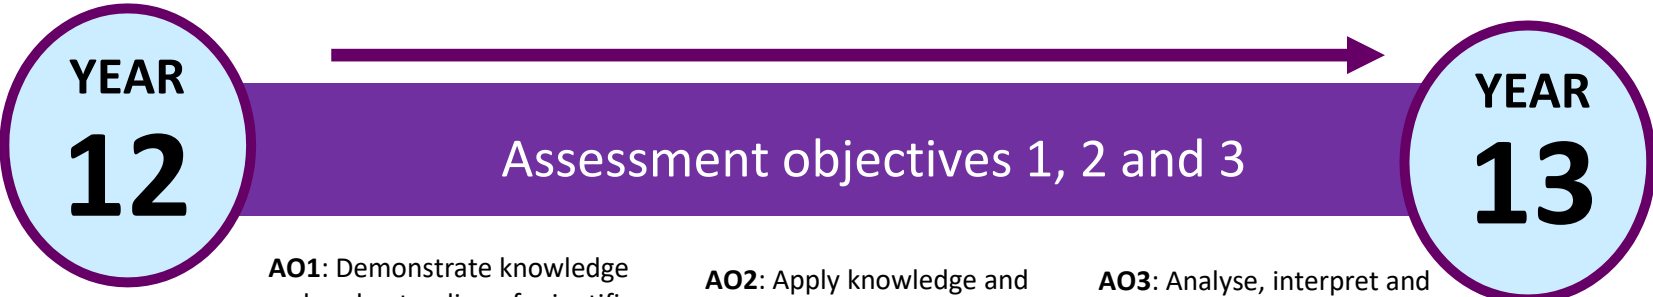 YEAR
12
Assessment objectives 1, 2 and 3
YEAR
13
AO1: Demonstrate knowledge
AO2: Apply knowledge and
AO3: Analyse, interpret and